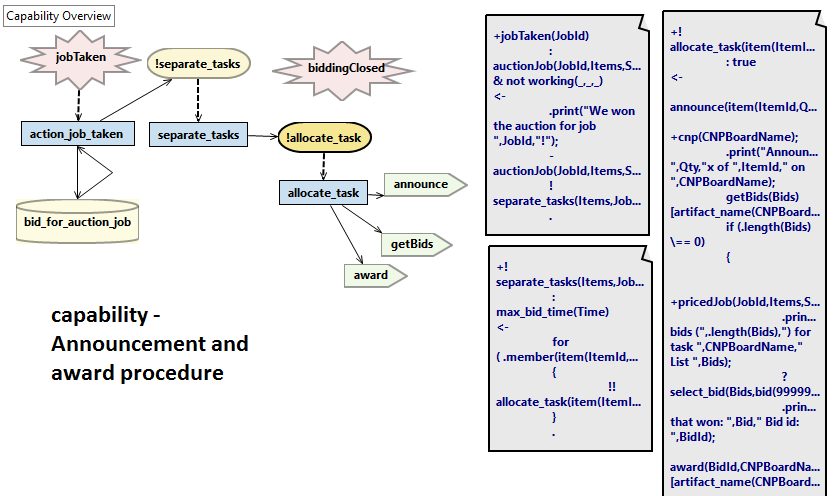 Capability Overview
jobTaken
!separate_tasks
biddingClosed
action_job_taken
separate_tasks
!allocate_task
allocate_task
announce
bid_for_auction_job
getBids
award
capability -
Announcement and
award procedure
+jobTaken(JobId)
:
auctionJob(JobId,Items,S...
& not working(_,_,_)
<-
.print("We won
the auction for job
",JobId,"!");
-
auctionJob(JobId,Items,S...
!
separate_tasks(Items,Job...
.
+!
separate_tasks(Items,Job...
:
max_bid_time(Time)
<-
for
( .member(item(ItemId,...
{
!!
allocate_task(item(ItemI...
}
.
+!
allocate_task(item(ItemI...
: true
<-
announce(item(ItemId,Q...
+cnp(CNPBoardName);
.print("Announ...
",Qty,"x of ",ItemId," on
",CNPBoardName);
getBids(Bids)
[artifact_name(CNPBoard...
if (.length(Bids)
\== 0)
{
+pricedJob(JobId,Items,S...
.prin...
bids (",.length(Bids),") for
task ",CNPBoardName,"
List ",Bids);
?
select_bid(Bids,bid(99999...
.prin...
that won: ",Bid," Bid id:
",BidId);
award(BidId,CNPBoardNa...
[artifact_name(CNPBoard...